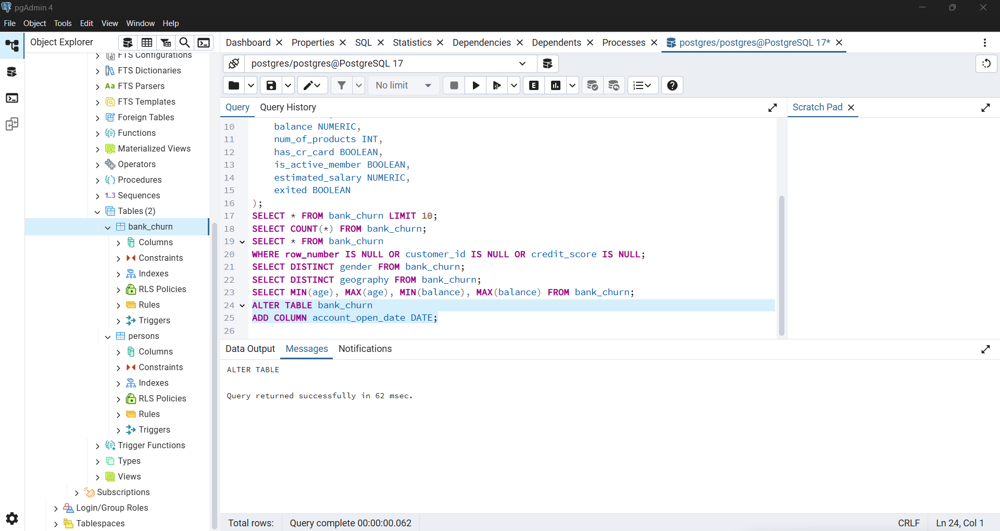 pgAdmin 4
File Object Tools Edit View Window Help
Object Explorer
Dashboard Properties SQL Statistics Dependencies Dependents Processes postgres/postgres@PostgreSQL 17*
postgres/postgres@PostgreSQL 17
No limit
E
Query Query History
Scratch Pad
FTS Configurations
FTS Dictionaries
Aa FTS Parsers
FTS Templates
Foreign Tables
Functions
Materialized Views
Operators
Procedures
1..3 Sequences
Tables (2)
bank_churn
Columns
Constraints
Indexes
RLS Policies
Rules
Triggers
persons
Columns
Constraints
Indexes
RLS Policies
Rules
Triggers
Trigger Functions
Types
Views
Subscriptions
Login/Group Roles
Tablespaces
10 balance NUMERIC,
11 num_of_products INT,
12 has_cr_card BOOLEAN,
13 is_active_member BOOLEAN,
14 estimated_salary NUMERIC,
15 exited BOOLEAN
16 );
17 SELECT * FROM bank_churn LIMIT 10;
18 SELECT COUNT(*) FROM bank_churn;
19 SELECT * FROM bank_churn
20 WHERE row_number IS NULL OR customer_id IS NULL OR credit_score IS NULL;
21 SELECT DISTINCT gender FROM bank_churn;
22 SELECT DISTINCT geography FROM bank_churn;
23 SELECT MIN(age), MAX(age), MIN(balance), MAX(balance) FROM bank_churn;
24 ALTER TABLE bank_churn
25 ADD COLUMN account_open_date DATE;
26
Data Output Messages Notifications
ALTER TABLE
Query returned successfully in 62 msec.
Total rows: Query complete 00:00:00.062
CRLF Ln 24, Col 1